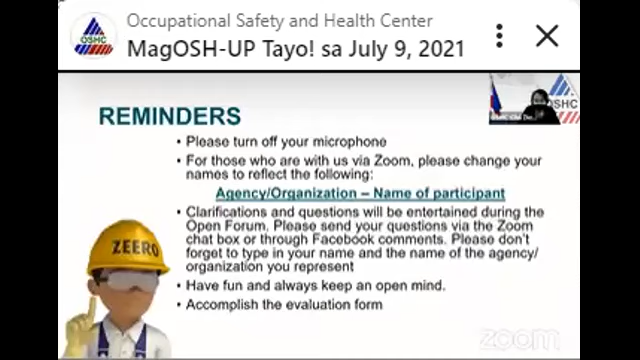 Occupational Safety and Health Center
MagOSH-UP Tayo! sa July 9, 2021
OSHC
REMINDERS
OSHC
• Please turn off your microphone
• For those who are with us via Zoom, please change your
names to reflect the following:
Agency/Organization – Name of participant
• Clarifications and questions will be entertained during the
Open Forum. Please send your questions via the Zoom
chat box or through Facebook comments. Please don't
forget to type in your name and the name of the agency/
organization you represent
• Have fun and always keep an open mind.
• Accomplish the evaluation form
ZEERO
zoom